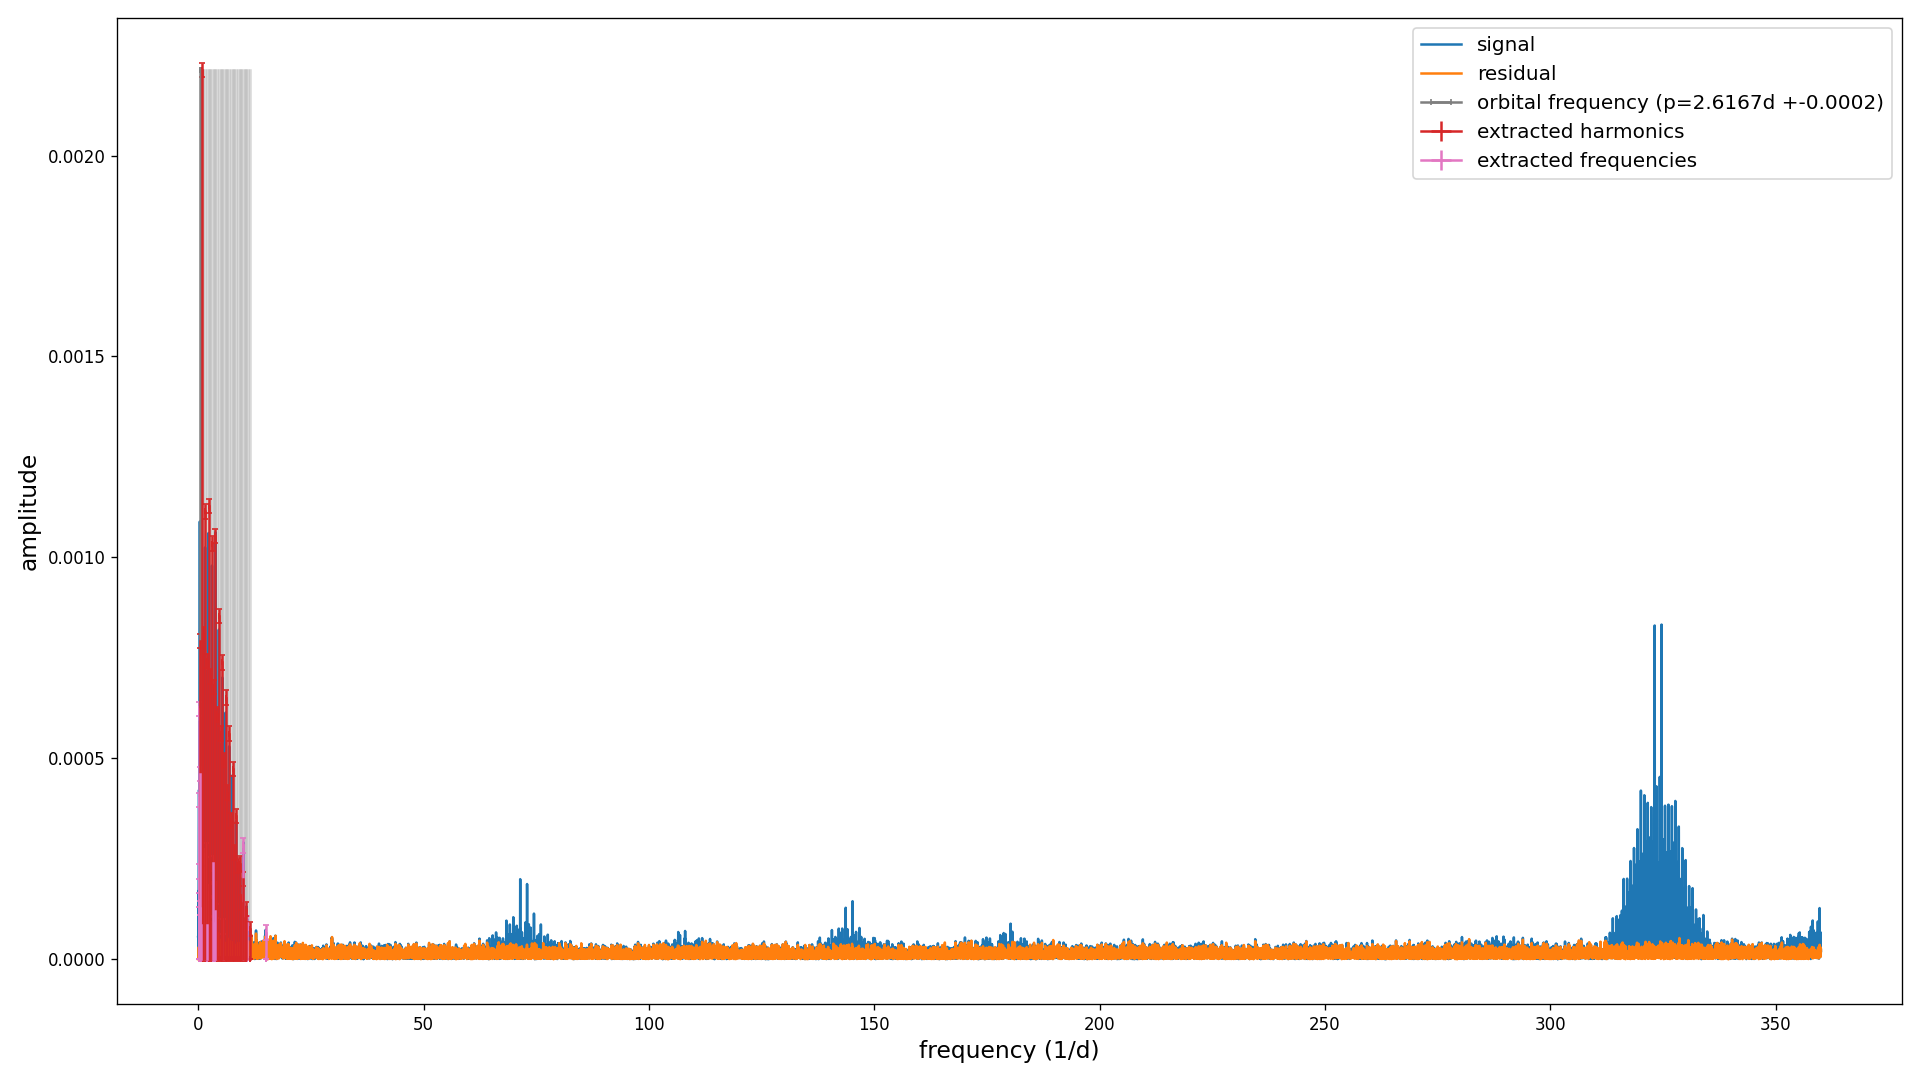 signal
residual
orbital frequency (p=2.6167d +-0.0002)
extracted harmonics
extracted frequencies
amplitude
0.0020
0.0015
0.0010
0.0005
0.0000
0 50 100 150 200 250 300 350
frequency (1/d)